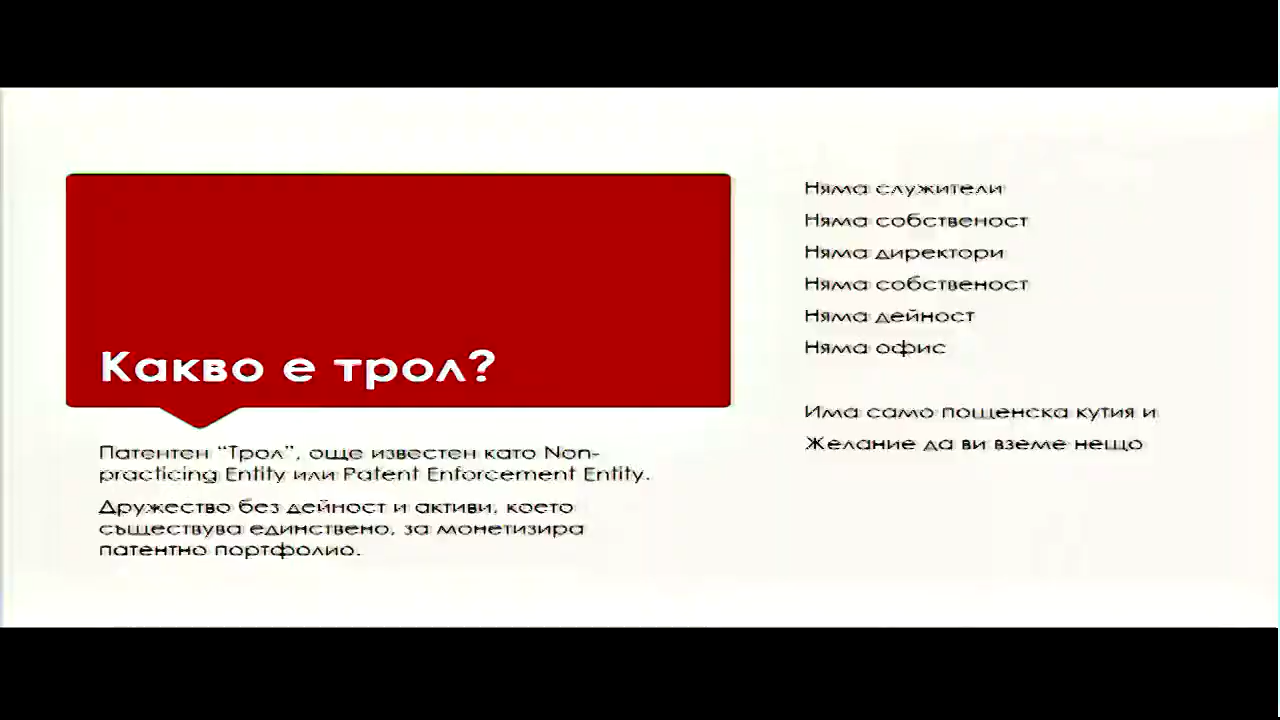 Какво е трол?
Патентен “Трол”, още известен като Non-
practicing Entity или Patent Enforcement Entity.
Дружество без дейност и активи, което
съществува единствено, за монетизира
патентно портфолио.
Няма служители
Няма собственост
Няма директори
Няма собственост
Няма дейност
Няма офис
Има само пощенска кутия и
Желание да ви вземе нещо